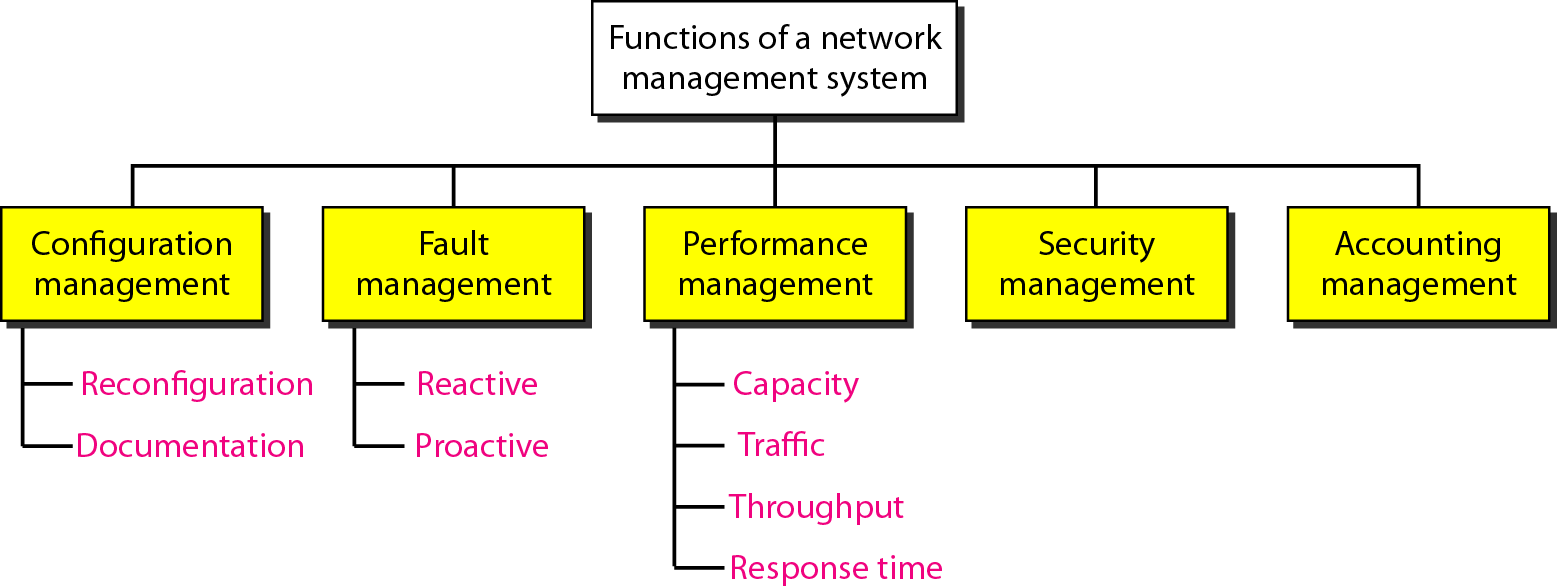 Functions of a network
management system
Configuration
management
Fault
management
Performance
management
Security
management
Accounting
management
Reconfiguration
Documentation
Reactive
Proactive
Capacity
Traffic
Throughput
Response time